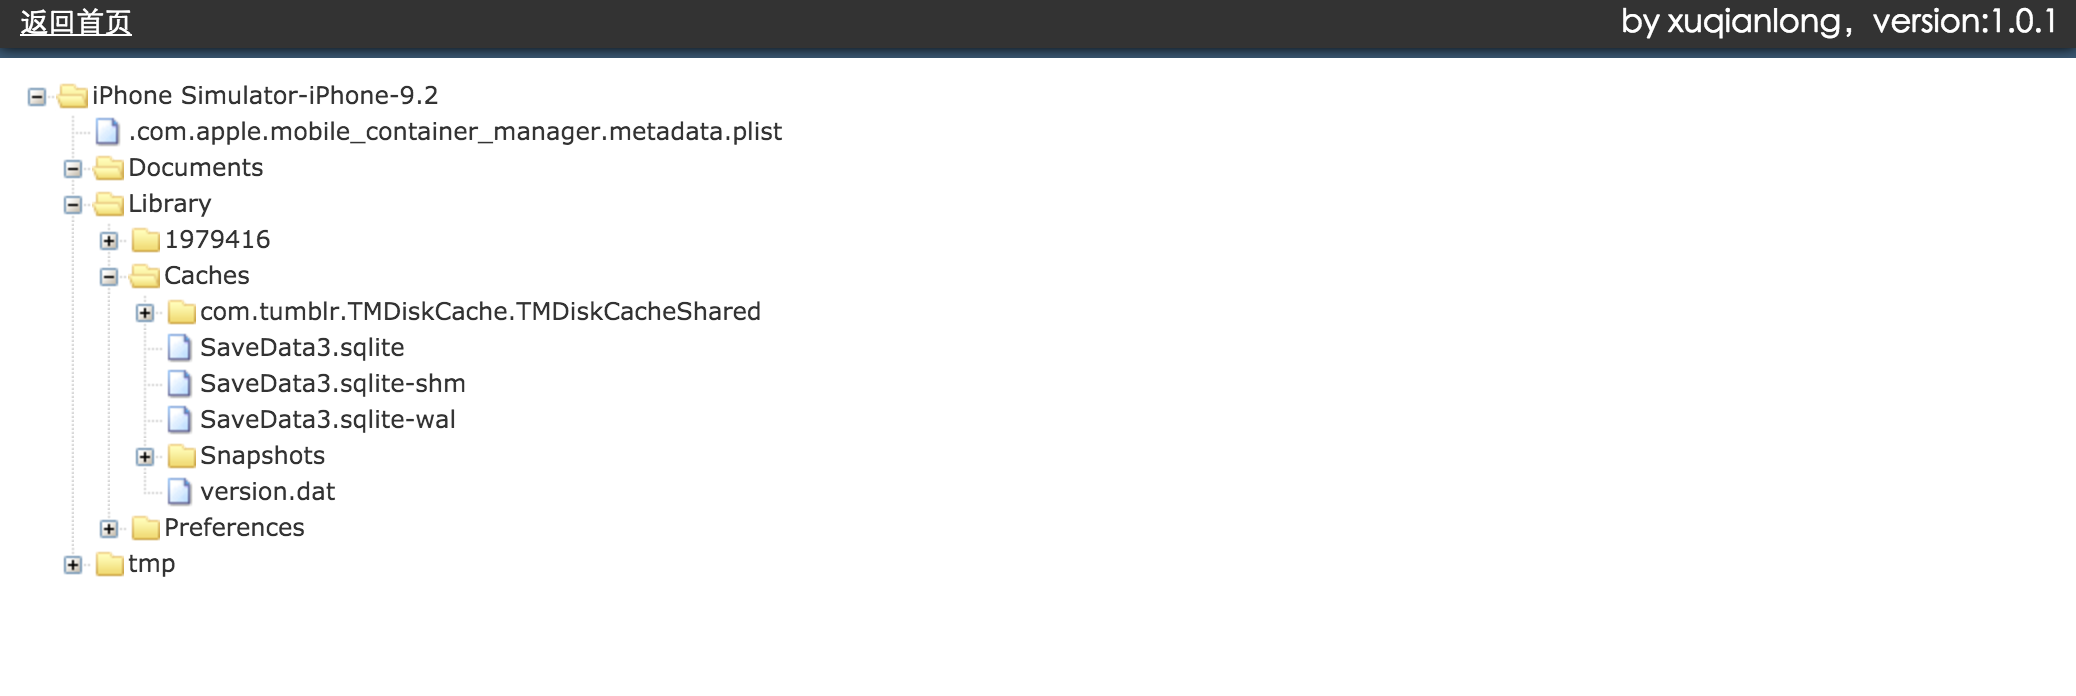 返回首页
by xuqianlong，version:1.0.1
iPhone Simulator-iPhone-9.2
.com.apple.mobile_container_manager.metadata.plist
Documents
Library
1979416
Caches
com.tumblr.TMDiskCache.TMDiskCacheShared
SaveData3.sqlite
SaveData3.sqlite-shm
SaveData3.sqlite-wal
Snapshots
version.dat
Preferences
tmp